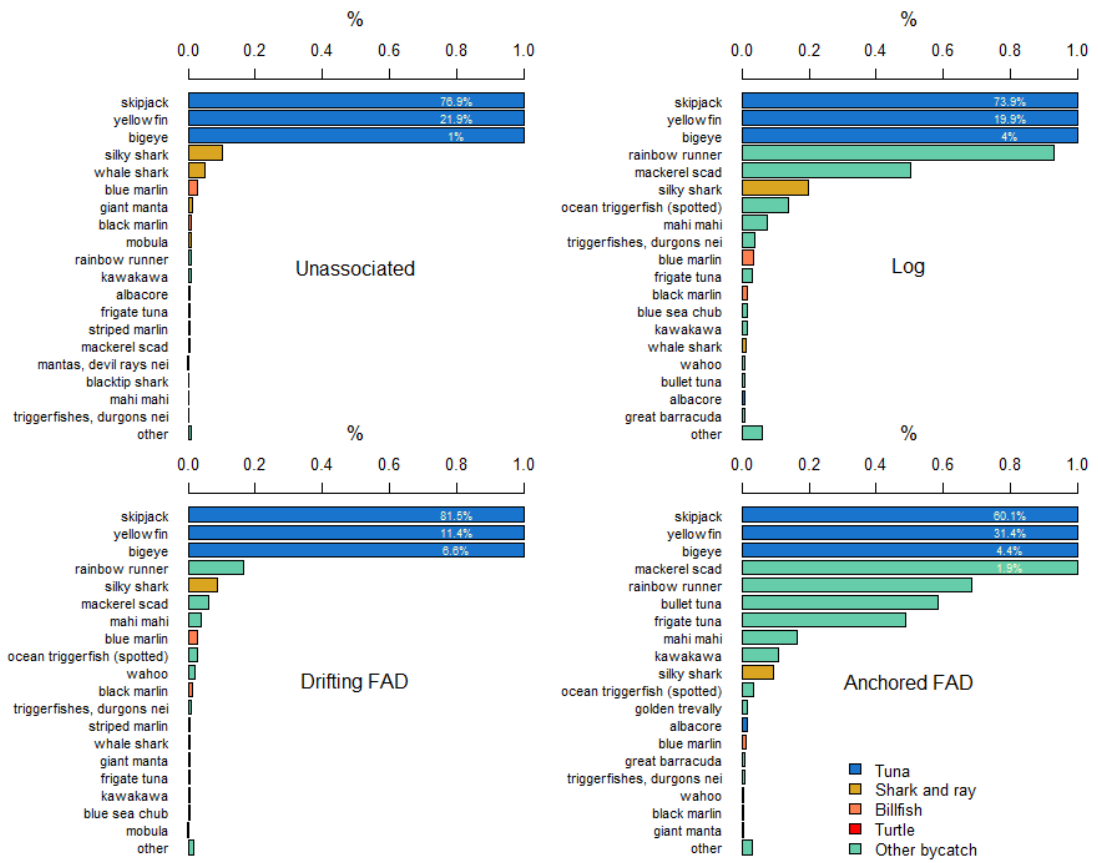 %
0.0 0.2 0.4 0.6 0.8 1.0
skipjack 76.9%
yellowfin 21.9%
bigeye 1%
silky shark
whale shark
blue marlin
giant manta
black marlin
mobula
rainbow runner
kawakawa
albacore
frigate tuna
striped marlin
mackerel scad
mantas, devil rays nei
blacktip shark
mahi mahi
triggerfishes, durgons nei
other
Unassociated
%
0.0 0.2 0.4 0.6 0.8 1.0
skipjack 73.9%
yellowfin 19.9%
bigeye 4%
rainbow runner
mackerel scad
silky shark
ocean triggerfish (spotted)
mahi mahi
triggerfishes, durgons nei
blue marlin
frigate tuna
black marlin
blue sea chub
kawakawa
whale shark
wahoo
bullet tuna
albacore
great barracuda
other
Log
%
0.0 0.2 0.4 0.6 0.8 1.0
skipjack 81.5%
yellowfin 11.4%
bigeye 6.6%
rainbow runner
silky shark
mackerel scad
mahi mahi
blue marlin
ocean triggerfish (spotted)
wahoo
black marlin
triggerfishes, durgons nei
striped marlin
whale shark
giant manta
frigate tuna
kawakawa
blue sea chub
mobula
other
Drifting FAD
%
0.0 0.2 0.4 0.6 0.8 1.0
skipjack 60.1%
yellowfin 31.4%
bigeye 4.4%
mackerel scad 1.9%
rainbow runner
bullet tuna
frigate tuna
mahi mahi
kawakawa
silky shark
ocean triggerfish (spotted)
golden trevally
albacore
blue marlin
great barracuda
triggerfishes, durgons nei
wahoo
black marlin
giant manta
other
Anchored FAD
Tuna
Shark and ray
Billfish
Turtle
Other bycatch